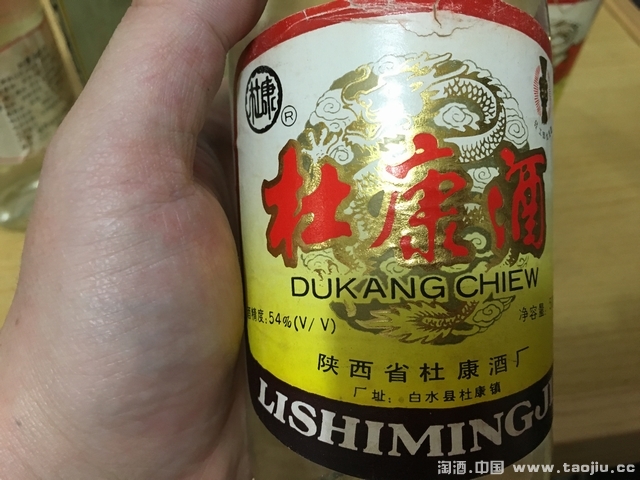 杜康
®
杜康酒
DUKANG CHIEW
酒精度:54%(V/V)
净容量:
陕西省杜康酒厂
厂址:白水县杜康镇
LISHIMINGJI
淘酒.中国 www.taojiu.cc